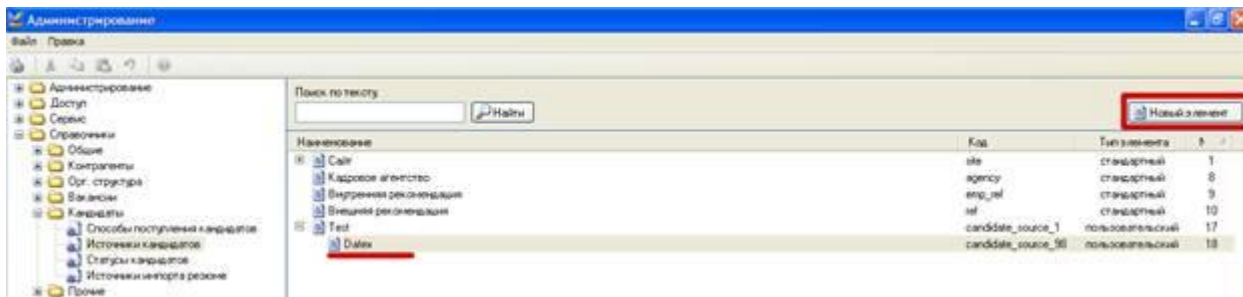 Администрирование
Файл Правка
Администрирование
Доступ
Сервис
Справочники
Общие
Контрагенты
Орг. структура
Вакансии
Кандидаты
Способы поступления кандидатов
Источники кандидатов
Статусы кандидатов
Источники импорта резюме
Прочие
Поиск по тексту
Найти
Новый элемент
Наименование Код Тип элемента
Сайт site стандартный 1
Кадровое агентство agency стандартный 8
Внутренняя рекомендация emp_ref стандартный 9
Внешняя рекомендация ref стандартный 10
Test candidate_source_1 пользовательский 17
Datex candidate_source_98 пользовательский 18